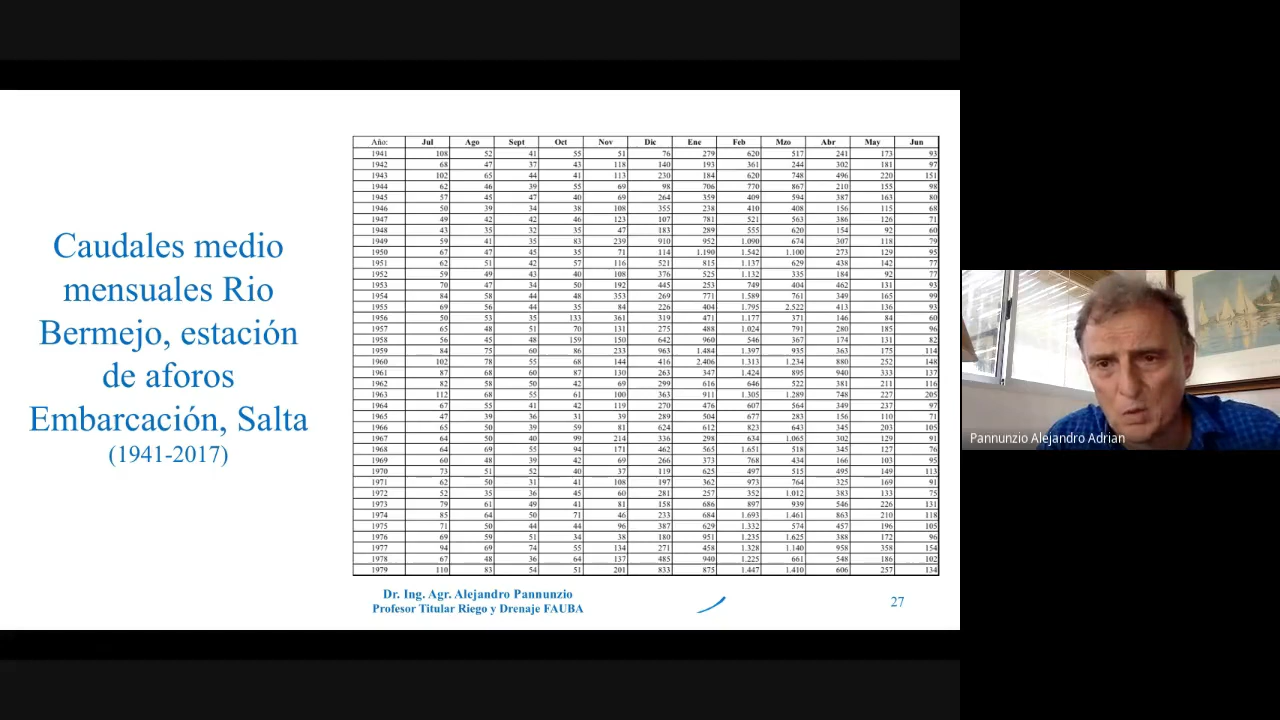 Caudales medio
mensuales Rio
Bermejo, estación
de aforos
Embarcación, Salta
(1941-2017)
Año: Jul Ago Sept Oct Nov Dic Ene Feb Mzo Abr May Jun
1941 108 52 41 55 51 76 279 620 517 241 173 93
1942 68 47 37 43 118 140 193 361 244 302 181 97
1943 102 65 44 41 113 230 184 620 748 496 220 151
1944 62 46 39 55 69 98 706 770 867 210 155 98
1945 57 45 47 40 69 264 359 409 594 387 163 80
1946 50 39 34 38 108 355 238 410 408 156 115 68
1947 49 42 42 46 123 107 781 521 563 386 126 71
1948 43 35 32 35 47 183 289 555 620 154 92 60
1949 59 41 35 83 239 910 952 1.090 674 307 118 79
1950 67 47 45 35 71 114 1.190 1.542 1.100 273 129 95
1951 62 51 42 57 116 521 815 1.137 629 438 142 77
1952 59 49 43 40 108 376 525 1.132 335 184 92 77
1953 70 47 34 50 192 445 253 749 404 462 131 93
1954 84 58 44 48 353 269 771 1.589 761 349 165 99
1955 69 56 44 35 84 226 404 1.795 2.522 413 136 93
1956 50 53 35 133 361 319 471 1.177 371 146 84 60
1957 65 48 51 70 131 275 488 1.024 791 280 185 96
1958 56 45 48 159 150 642 960 546 367 174 131 82
1959 84 75 60 86 233 963 1.484 1.397 935 363 175 114
1960 102 78 55 68 144 416 2.406 1.313 1.234 880 252 148
1961 87 68 60 87 130 263 347 1.424 895 940 333 137
1962 82 58 50 42 69 299 616 646 522 381 211 116
1963 112 68 55 61 100 363 911 1.305 1.289 748 227 205
1964 67 55 41 42 119 270 476 607 564 349 237 97
1965 47 39 36 31 39 289 504 677 283 156 110 71
1966 65 50 39 59 81 624 612 823 643 345 203 105
1967 64 50 40 99 214 336 298 634 1.065 302 129 91
1968 64 69 55 94 171 462 565 1.651 518 345 127 76
1969 60 48 39 42 69 266 373 768 434 166 103 95
1970 73 51 52 40 37 119 625 497 515 495 149 113
1971 62 50 31 41 108 197 362 973 764 325 169 91
1972 52 35 36 45 60 281 257 352 1.012 383 133 75
1973 79 61 49 41 81 158 686 897 939 546 226 131
1974 85 64 50 71 46 233 684 1.693 1.461 863 210 118
1975 71 50 44 44 96 387 629 1.332 574 457 196 105
1976 69 59 51 34 38 180 951 1.235 1.625 388 172 96
1977 94 69 74 55 134 271 458 1.328 1.140 958 358 154
1978 67 48 36 64 137 485 940 1.225 661 548 186 102
1979 110 83 54 51 201 833 875 1.447 1.410 606 257 134
Dr. Ing. Agr. Alejandro Pannunzio
Profesor Titular Riego y Drenaje FAUBA
27
Pannunzio Alejandro Adrian